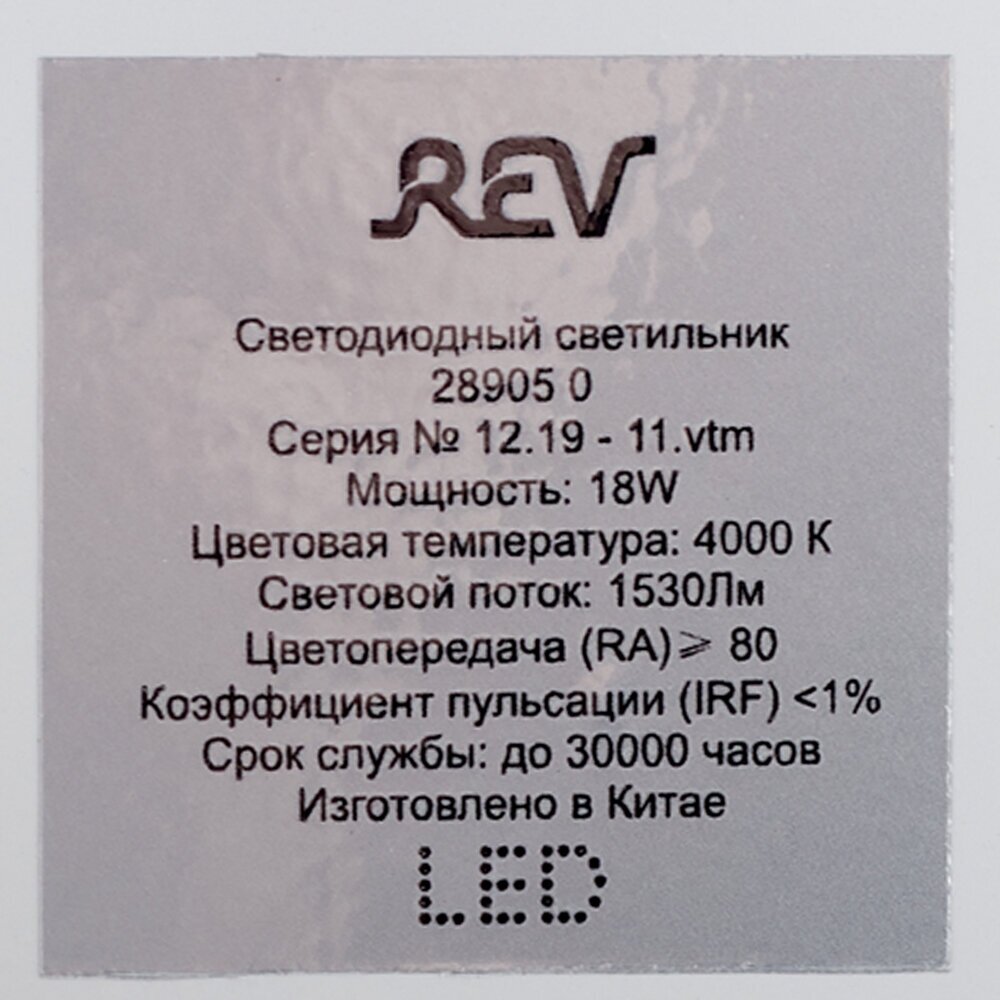 REV
Светодиодный светильник
28905 0
Серия № 12.19 - 11.vtm
Мощность: 18W
Цветовая температура: 4000 К
Световой поток: 1530Лм
Цветопередача (RA)⩾ 80
Коэффициент пульсации (IRF) <1%
Срок службы: до 30000 часов
Изготовлено в Китае
LED